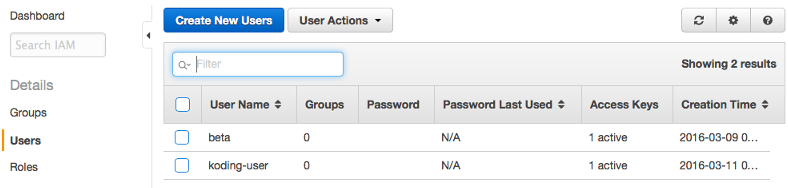 Dashboard
Search IAM
Details
Groups
Users
Roles
Create New Users
User Actions
Filter
Showing 2 results
User Name Groups Password Password Last Used Access Keys Creation Time
beta 0 N/A 1 active 2016-03-09 0...
koding-user 0 N/A 1 active 2016-03-11 0...